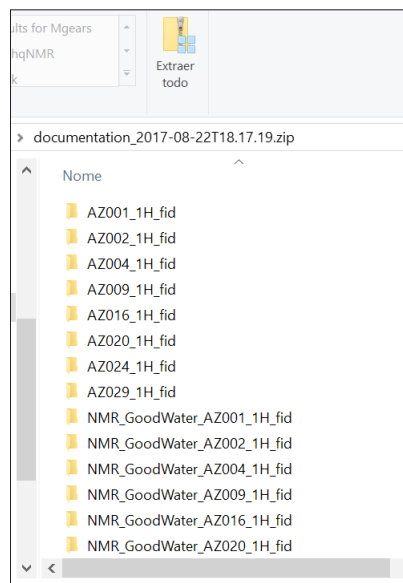 ults for Mgears
hqNMR
k
Extraer
todo
documentation_2017-08-22T18.17.19.zip
Nome
AZ001_1H_fid
AZ002_1H_fid
AZ004_1H_fid
AZ009_1H_fid
AZ016_1H_fid
AZ020_1H_fid
AZ024_1H_fid
AZ029_1H_fid
NMR_GoodWater_AZ001_1H_fid
NMR_GoodWater_AZ002_1H_fid
NMR_GoodWater_AZ004_1H_fid
NMR_GoodWater_AZ009_1H_fid
NMR_GoodWater_AZ016_1H_fid
NMR_GoodWater_AZ020_1H_fid